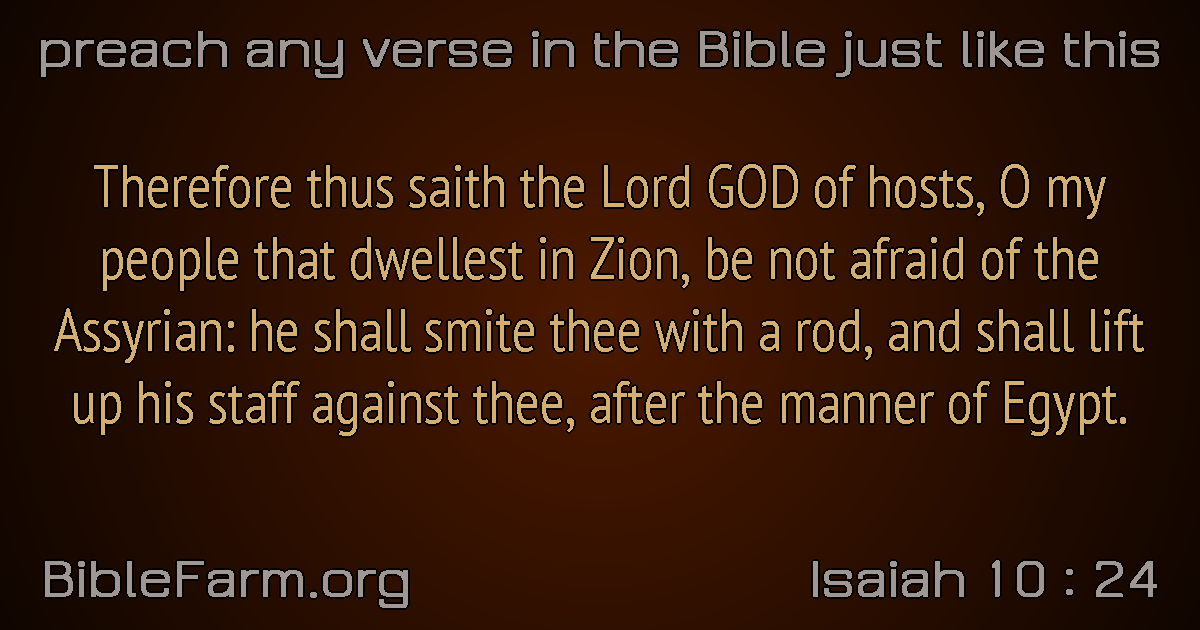 preach any verse in the Bible just like this
Therefore thus saith the Lord GOD of hosts, O my
people that dwellest in Zion, be not afraid of the
Assyrian: he shall smite thee with a rod, and shall lift
up his staff against thee, after the manner of Egypt.
BibleFarm.org
Isaiah 10 : 24